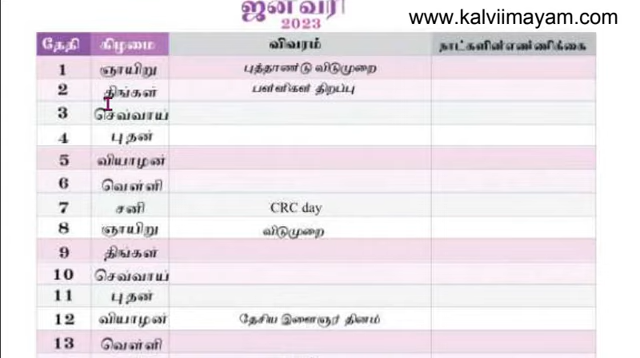 ஜனவரி
www.kalviimayam.com
2023
தேதி கிழமை விவரம் நாட்களின்எண்ணிக்கை
1 ஞாயிறு புத்தாண்டு விடுமுறை
2 திங்கள் பள்ளிகள் திறப்பு
3 செவ்வாய்
4 புதன்
5 வியாழன்
6 வெள்ளி
7 சனி CRC day
8 ஞாயிறு விடுமுறை
9 திங்கள்
10 செவ்வாய்
11 புதன்
12 வியாழன் தேசிய இளைஞர் தினம்
13 வெள்ளி